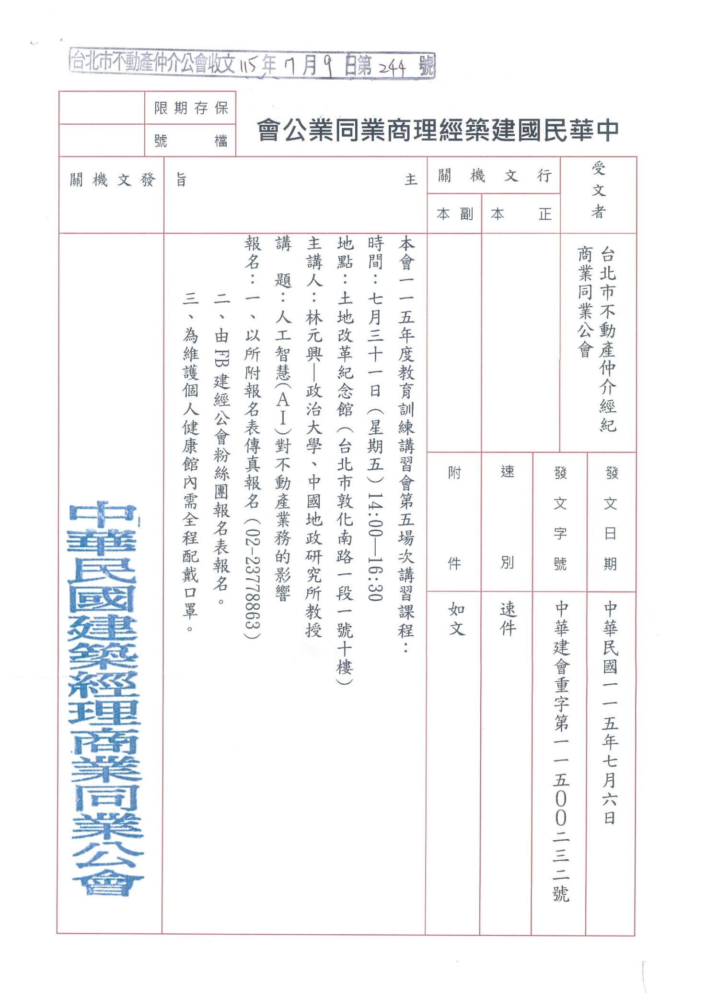 台北市不動產仲介公會收文115年7月9日第244號
中華民國建築經理商業同業公會
保存期限
檔號
受文者
台北市不動產仲介經紀
商業同業公會
行文機關
正本
副本
發文日期
中華民國一一五年七月六日
發文字號
中華建會重字第一一五00二三二號
速別
速件
附件
如文
主旨
本會一一五年度教育訓練講習會第五場次講習課程：
時間：七月三十一日（星期五）14:00—16:30
地點：土地改革紀念館（台北市敦化南路一段一號十樓）
主講人：林元興—政治大學、中國地政研究所教授
講　題：人工智慧(AI)對不動產業務的影響
報名：一、以所附報名表傳真報名（02-23778863）
二、由FB建經公會粉絲團報名表報名。
三、為維護個人健康館內需全程配戴口罩。
發文機關
中華民國建築經理商業同業公會